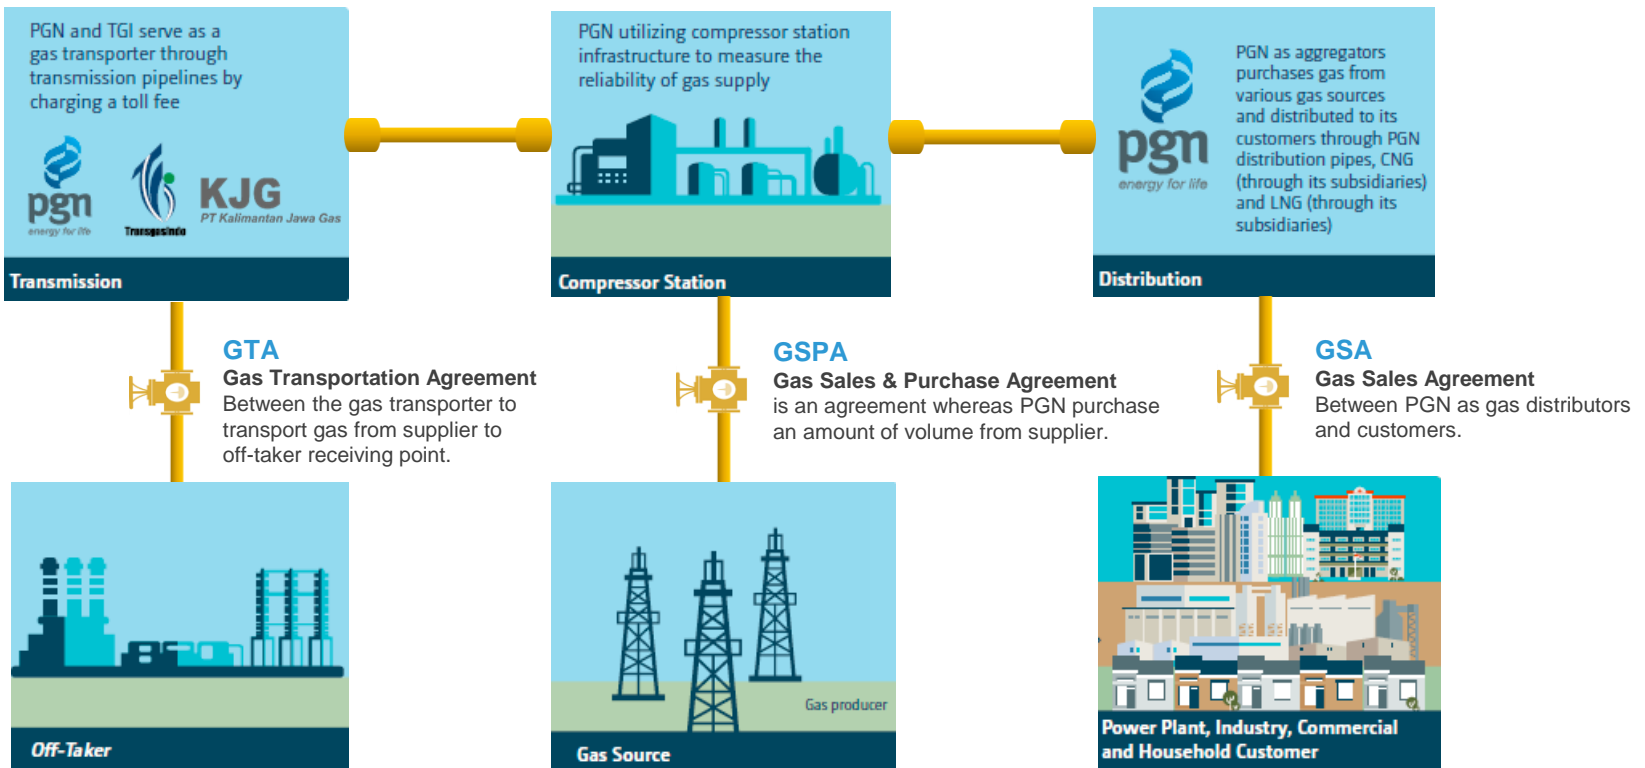 PGN and TGI serve as a
gas transporter through
transmission pipelines by
charging a toll fee
pgn
energy for life
Transgasindo
KJG
PT Kalimantan Jawa Gas
Transmission
PGN utilizing compressor station
infrastructure to measure the
reliability of gas supply
Compressor Station
pgn
energy for life
PGN as aggregators
purchases gas from
various gas sources
and distributed to its
customers through PGN
distribution pipes, CNG
(through its subsidiaries)
and LNG (through its
subsidiaries)
Distribution
GTA
Gas Transportation Agreement
Between the gas transporter to
transport gas from supplier to
off-taker receiving point.
GSPA
Gas Sales & Purchase Agreement
is an agreement whereas PGN purchase
an amount of volume from supplier.
GSA
Gas Sales Agreement
Between PGN as gas distributors
and customers.
Off-Taker
Gas producer
Gas Source
Power Plant, Industry, Commercial
and Household Customer